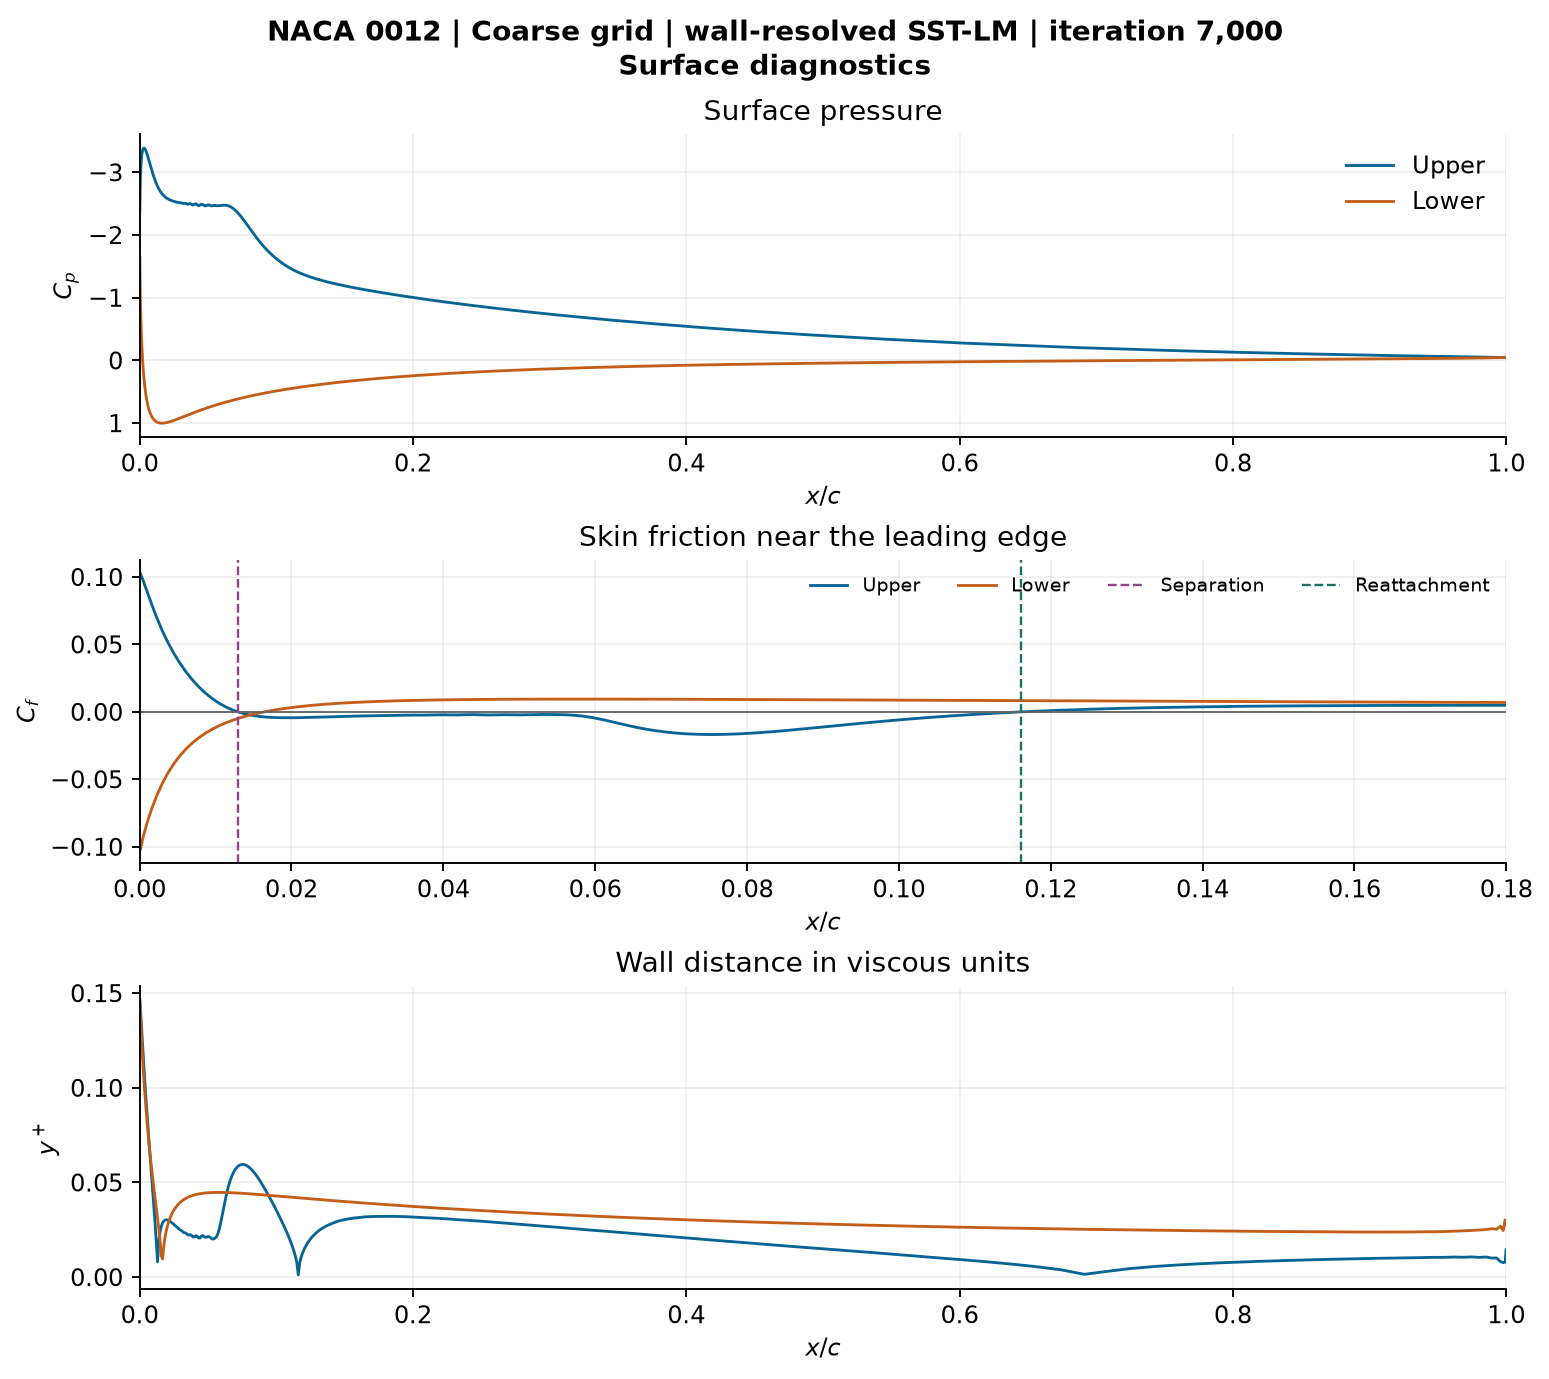 NACA 0012 | Coarse grid | wall-resolved SST-LM | iteration 7,000
Surface diagnostics
Surface pressure
Upper
Lower
−3
−2
−1
0
1
Cp
0.0 0.2 0.4 0.6 0.8 1.0
x/c
Skin friction near the leading edge
Upper Lower Separation Reattachment
0.10
0.05
0.00
−0.05
−0.10
Cf
0.00 0.02 0.04 0.06 0.08 0.10 0.12 0.14 0.16 0.18
x/c
Wall distance in viscous units
0.15
0.10
0.05
0.00
y+
0.0 0.2 0.4 0.6 0.8 1.0
x/c